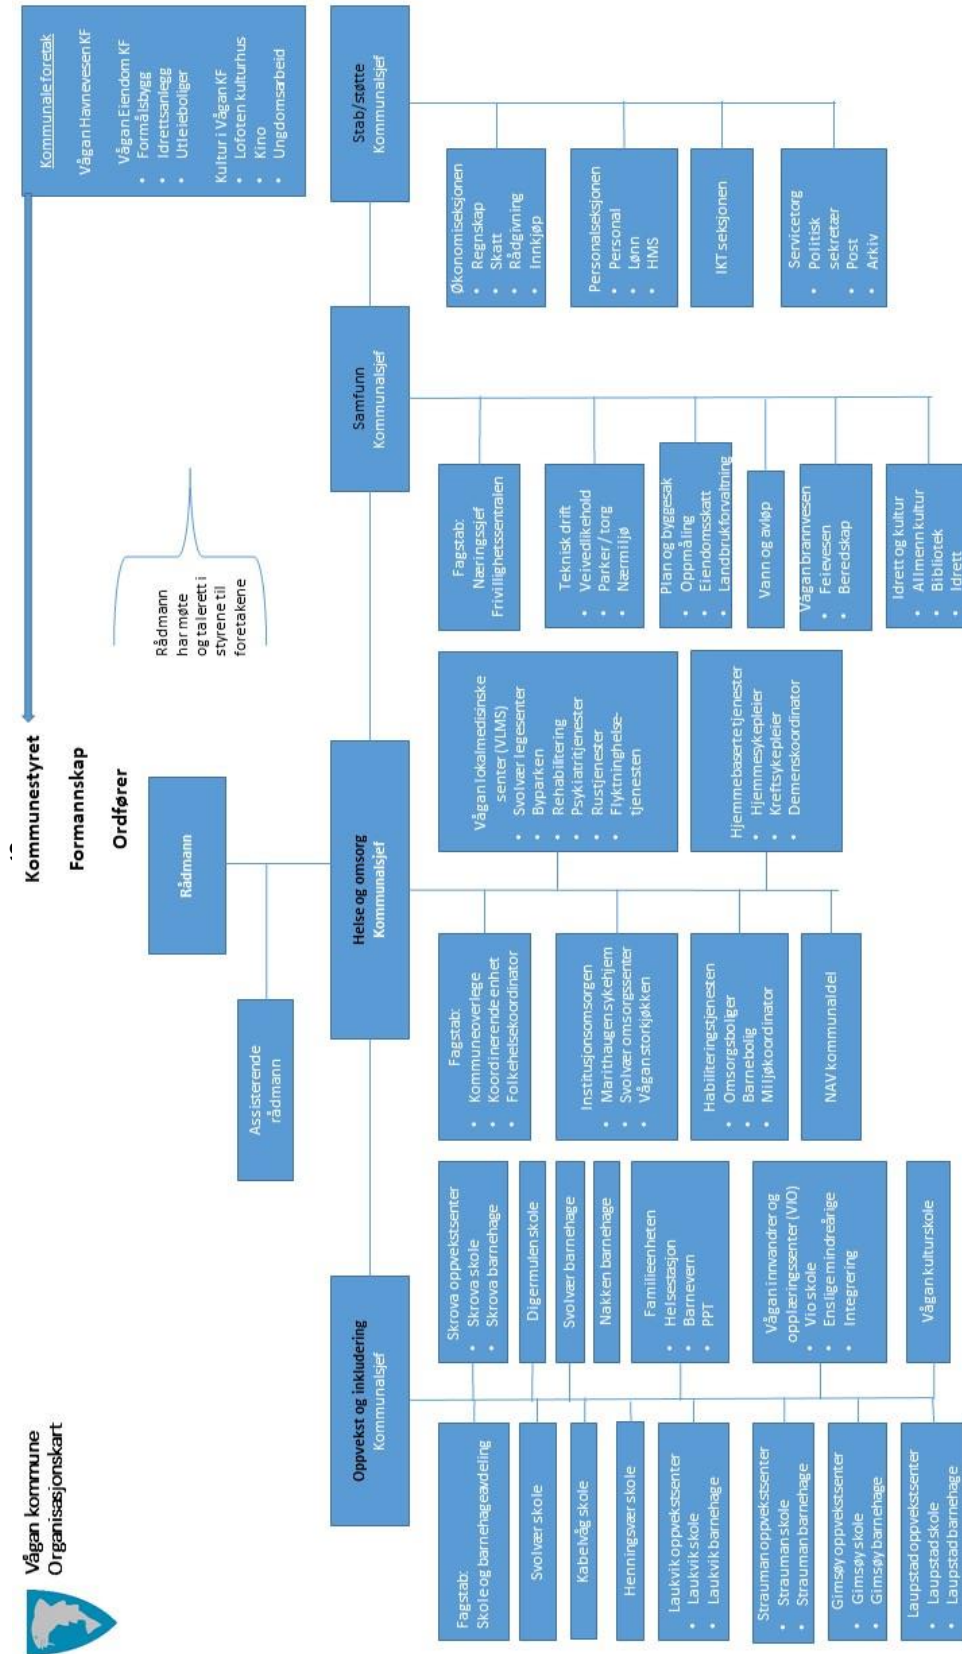 Vågan kommune
Organisasjonskart
Kommunestyret
Formannskap
Ordfører
Rådmann
har møte
og talerett i
styrene til
foretakene
Kommunale foretak
Vågan Havnevesen KF
Vågan Eiendom KF
• Formålsbygg
• Idrettsanlegg
• Utleieboliger
Kultur i Vågan KF
• Lofoten kulturhus
• Kino
• Ungdomsarbeid
Rådmann
Assisterende
rådmann
Oppvekst og inkludering
Kommunalsjef
Helse og omsorg
Kommunalsjef
Samfunn
Kommunalsjef
Stab/støtte
Kommunalsjef
Fagstab:
Skole og barnehageavdeling
Svolvær skole
Kabelvåg skole
Henningsvær skole
Laukvik oppvekstsenter
• Laukvik skole
• Laukvik barnehage
Strauman oppvekstsenter
• Strauman skole
• Strauman barnehage
Gimsøy oppvekstsenter
• Gimsøy skole
• Gimsøy barnehage
Laupstad oppvekstsenter
• Laupstad skole
• Laupstad barnehage
Skrova oppvekstsenter
• Skrova skole
• Skrova barnehage
Digermulen skole
Svolvær barnehage
Nakken barnehage
Familieenheten
• Helsestasjon
• Barnevern
• PPT
Vågan innvandrer og
opplæringssenter (VIO)
• Vio skole
• Enslige mindreårige
• Integrering
Vågan kulturskole
Fagstab:
• Kommuneoverlege
• Koordinerende enhet
• Folkehelsekoordinator
Institusjonsomsorgen
• Marithaugen sykehjem
• Svolvær omsorgssenter
• Vågan storkjøkken
Habiliteringstjenesten
• Omsorgsboliger
• Barnebolig
• Miljøkoordinator
NAV kommunal del
Vågan lokalmedisinske
senter (VLMS)
• Svolvær legesenter
• Byparken
• Rehabilitering
• Psykiatritjenester
• Rustjenester
• Flyktninghelse-
tjenesten
Hjemmebaserte tjenester
• Hjemmesykepleier
• Kreftsykepleier
• Demenskoordinator
Fagstab:
Næringssjef
Frivillighetssentralen
Teknisk drift
• Veivedlikehold
• Parker / torg
• Nærmiljø
Plan og byggesak
• Oppmåling
• Eiendomsskatt
• Landbrukforvaltning
Vann og avløp
Vågan brannvesen
• Feievesen
• Beredskap
Idrett og kultur
• Allmenn kultur
• Bibliotek
• Idrett
Økonomiseksjonen
• Regnskap
• Skatt
• Rådgivning
• Innkjøp
Personalseksjonen
• Personal
• Lønn
• HMS
IKT seksjonen
Servicetorg
• Politisk
sekretær
• Post
• Arkiv